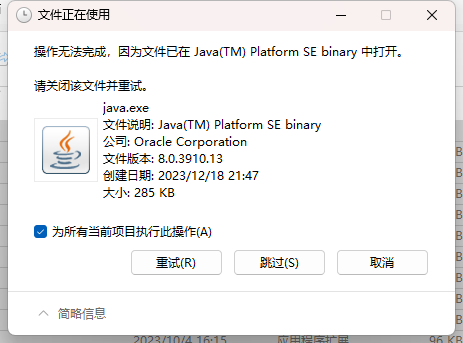 文件正在使用
操作无法完成，因为文件已在 Java(TM) Platform SE binary 中打开。
请关闭该文件并重试。
java.exe
文件说明: Java(TM) Platform SE binary
公司: Oracle Corporation
文件版本: 8.0.3910.13
创建日期: 2023/12/18 21:47
大小: 285 KB
为所有当前项目执行此操作(A)
重试(R)
跳过(S)
取消
简略信息
2023/10/4 16:15 应用程序扩展 96 KB